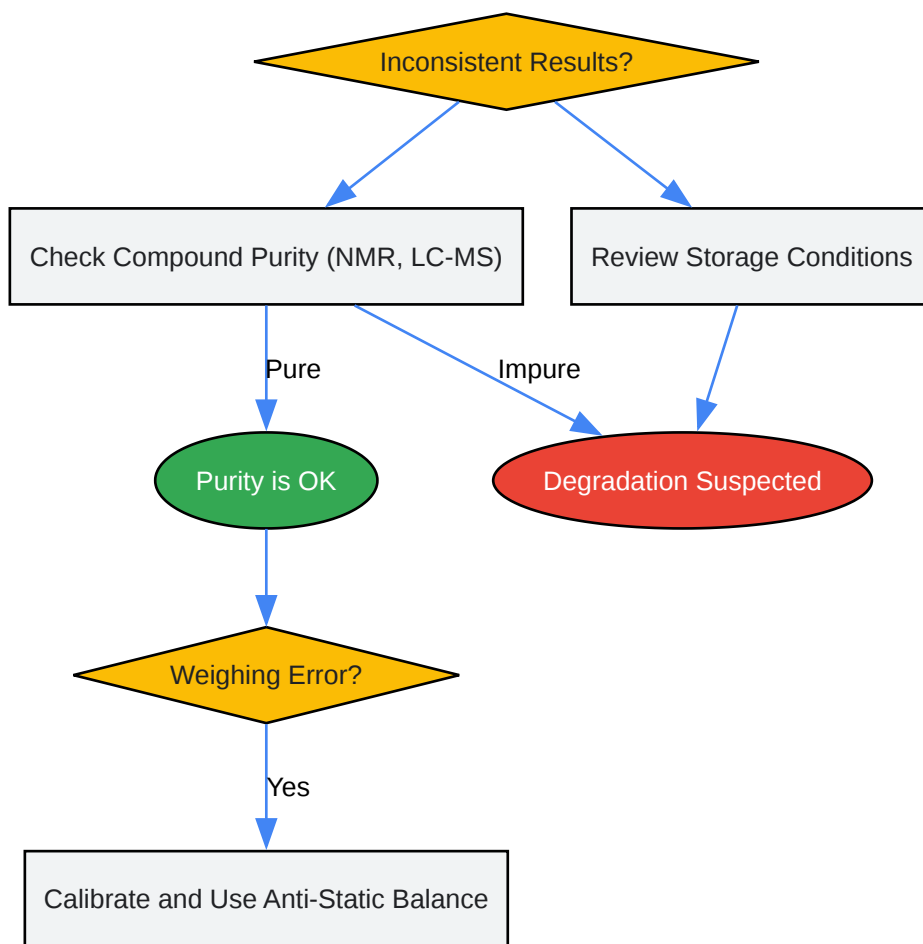 Inconsistent Results?
Check Compound Purity (NMR, LC-MS)
Review Storage Conditions
Pure
Impure
Purity is OK
Degradation Suspected
Weighing Error?
Yes
Calibrate and Use Anti-Static Balance